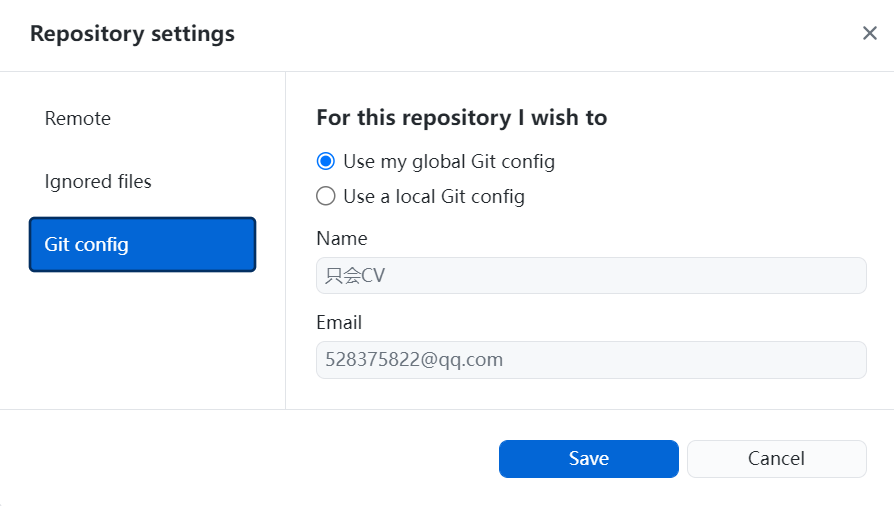 Repository settings
Remote
Ignored files
Git config
For this repository I wish to
Use my global Git config
Use a local Git config
Name
只会CV
Email
528375822@qq.com
Save
Cancel